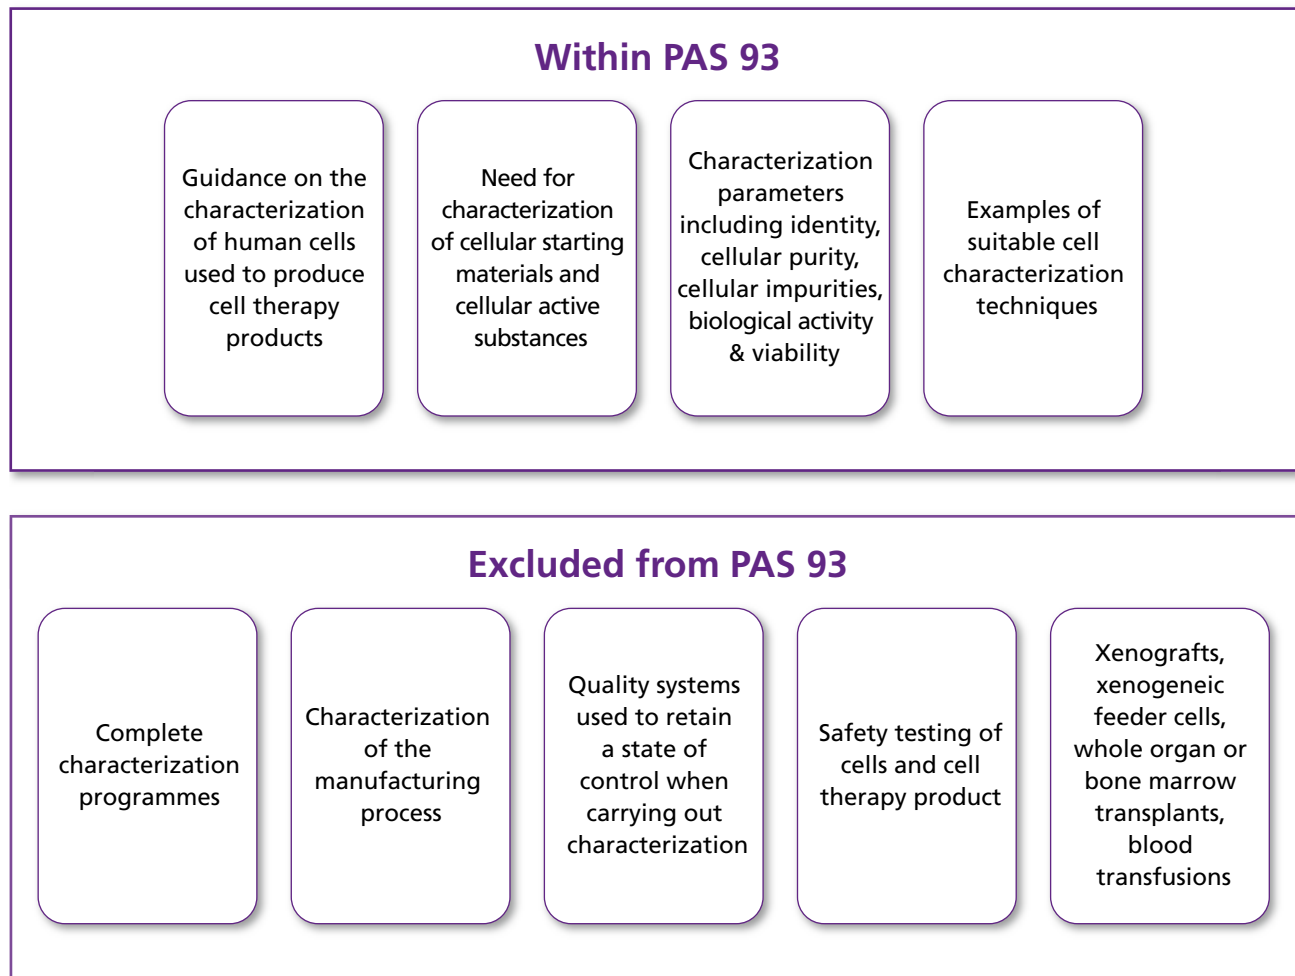 Within PAS 93
Guidance on the
characterization
of human cells
used to produce
cell therapy
products
Need for
characterization
of cellular starting
materials and
cellular active
substances
Characterization
parameters
including identity,
cellular purity,
cellular impurities,
biological activity
& viability
Examples of
suitable cell
characterization
techniques
Excluded from PAS 93
Complete
characterization
programmes
Characterization
of the
manufacturing
process
Quality systems
used to retain
a state of
control when
carrying out
characterization
Safety testing of
cells and cell
therapy product
Xenografts,
xenogeneic
feeder cells,
whole organ or
bone marrow
transplants,
blood
transfusions